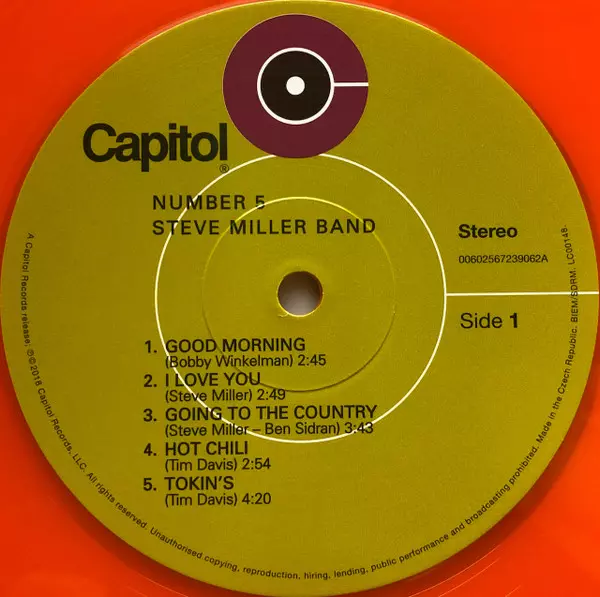 Capitol®
NUMBER 5
STEVE MILLER BAND
Stereo
00602567239062A
Side 1
1. GOOD MORNING
(Bobby Winkelman) 2:45
2. I LOVE YOU
(Steve Miller) 2:49
3. GOING TO THE COUNTRY
(Steve Miller – Ben Sidran) 3:43
4. HOT CHILI
(Tim Davis) 2:54
5. TOKIN'S
(Tim Davis) 4:20
A Capitol Records release; ℗©2018 Capitol Records, LLC. All rights reserved. Unauthorised copying, reproduction, hiring, lending, public performance and broadcasting prohibited. Made in the Czech Republic. BIEM/SDRM. LC00148-